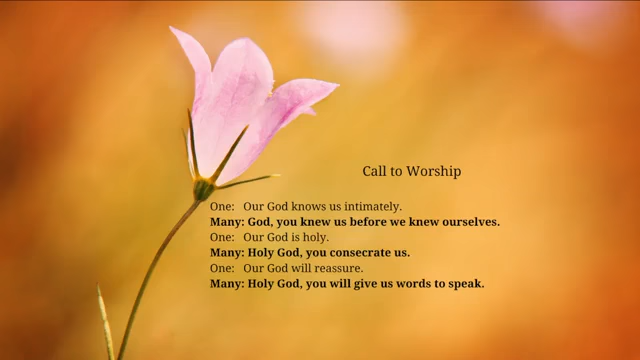 Call to Worship
One: Our God knows us intimately.
Many: God, you knew us before we knew ourselves.
One: Our God is holy.
Many: Holy God, you consecrate us.
One: Our God will reassure.
Many: Holy God, you will give us words to speak.